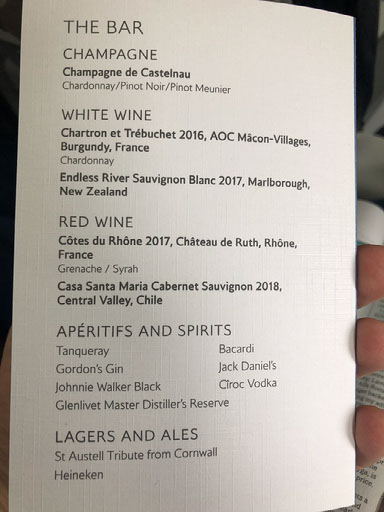 THE BAR
CHAMPAGNE
Champagne de Castelnau
Chardonnay/Pinot Noir/Pinot Meunier
WHITE WINE
Chartron et Trébuchet 2016, AOC Mâcon-Villages,
Burgundy, France
Chardonnay
Endless River Sauvignon Blanc 2017, Marlborough,
New Zealand
RED WINE
Côtes du Rhône 2017, Château de Ruth, Rhône,
France
Grenache / Syrah
Casa Santa Maria Cabernet Sauvignon 2018,
Central Valley, Chile
APÉRITIFS AND SPIRITS
Tanqueray
Gordon's Gin
Johnnie Walker Black
Glenlivet Master Distiller's Reserve
Bacardi
Jack Daniel's
Cîroc Vodka
LAGERS AND ALES
St Austell Tribute from Cornwall
Heineken